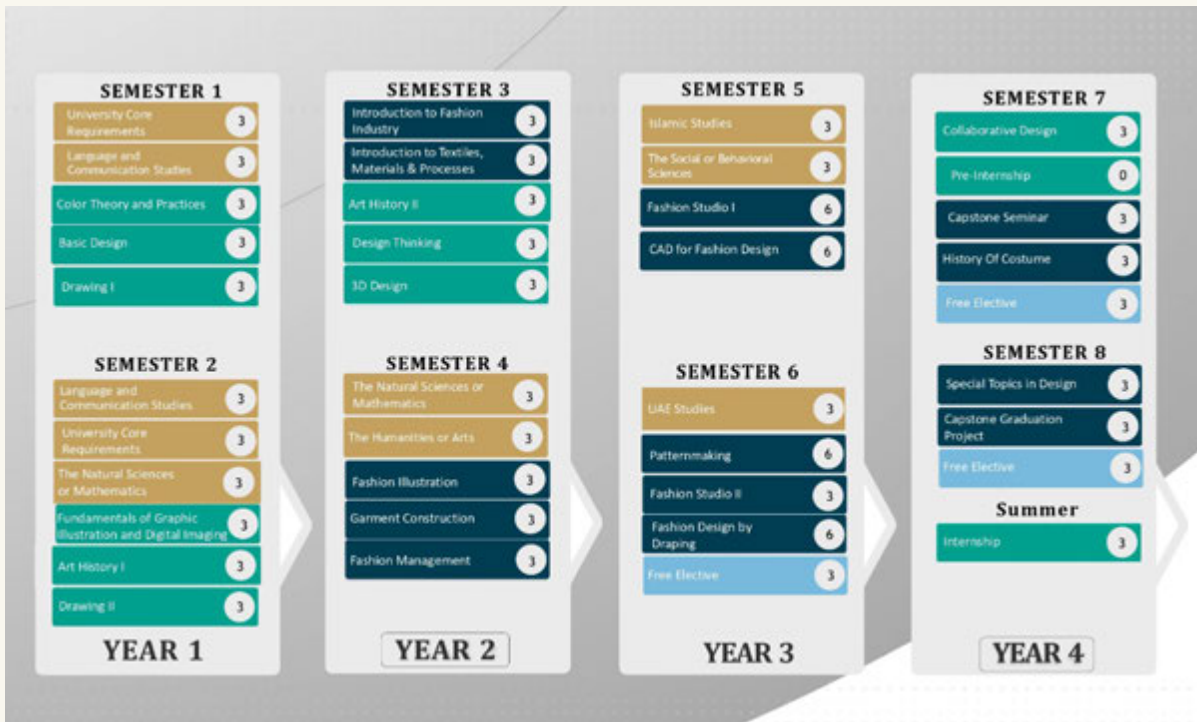 SEMESTER 1
University Core
Requirements
3
Language and
Communication Studies
3
Color Theory and Practices
3
Basic Design
3
Drawing I
3
SEMESTER 2
Language and
Communication Studies
3
University Core
Requirements
3
The Natural Sciences
or Mathematics
3
Fundamentals of Graphic
Illustration and Digital Imaging
3
Art History I
3
Drawing II
3
YEAR 1
SEMESTER 3
Introduction to Fashion
Industry
3
Introduction to Textiles,
Materials & Processes
3
Art History II
3
Design Thinking
3
3D Design
3
SEMESTER 4
The Natural Sciences or
Mathematics
3
The Humanities or Arts
3
Fashion Illustration
3
Garment Construction
3
Fashion Management
3
YEAR 2
SEMESTER 5
Islamic Studies
3
The Social or Behavioral
Sciences
3
Fashion Studio I
6
CAD for Fashion Design
6
SEMESTER 6
UAE Studies
3
Patternmaking
6
Fashion Studio II
3
Fashion Design by
Draping
6
Free Elective
3
YEAR 3
SEMESTER 7
Collaborative Design
3
Pre-Internship
0
Capstone Seminar
3
History Of Costume
3
Free Elective
3
SEMESTER 8
Special Topics in Design
3
Capstone Graduation
Project
3
Free Elective
3
Summer
Internship
3
YEAR 4